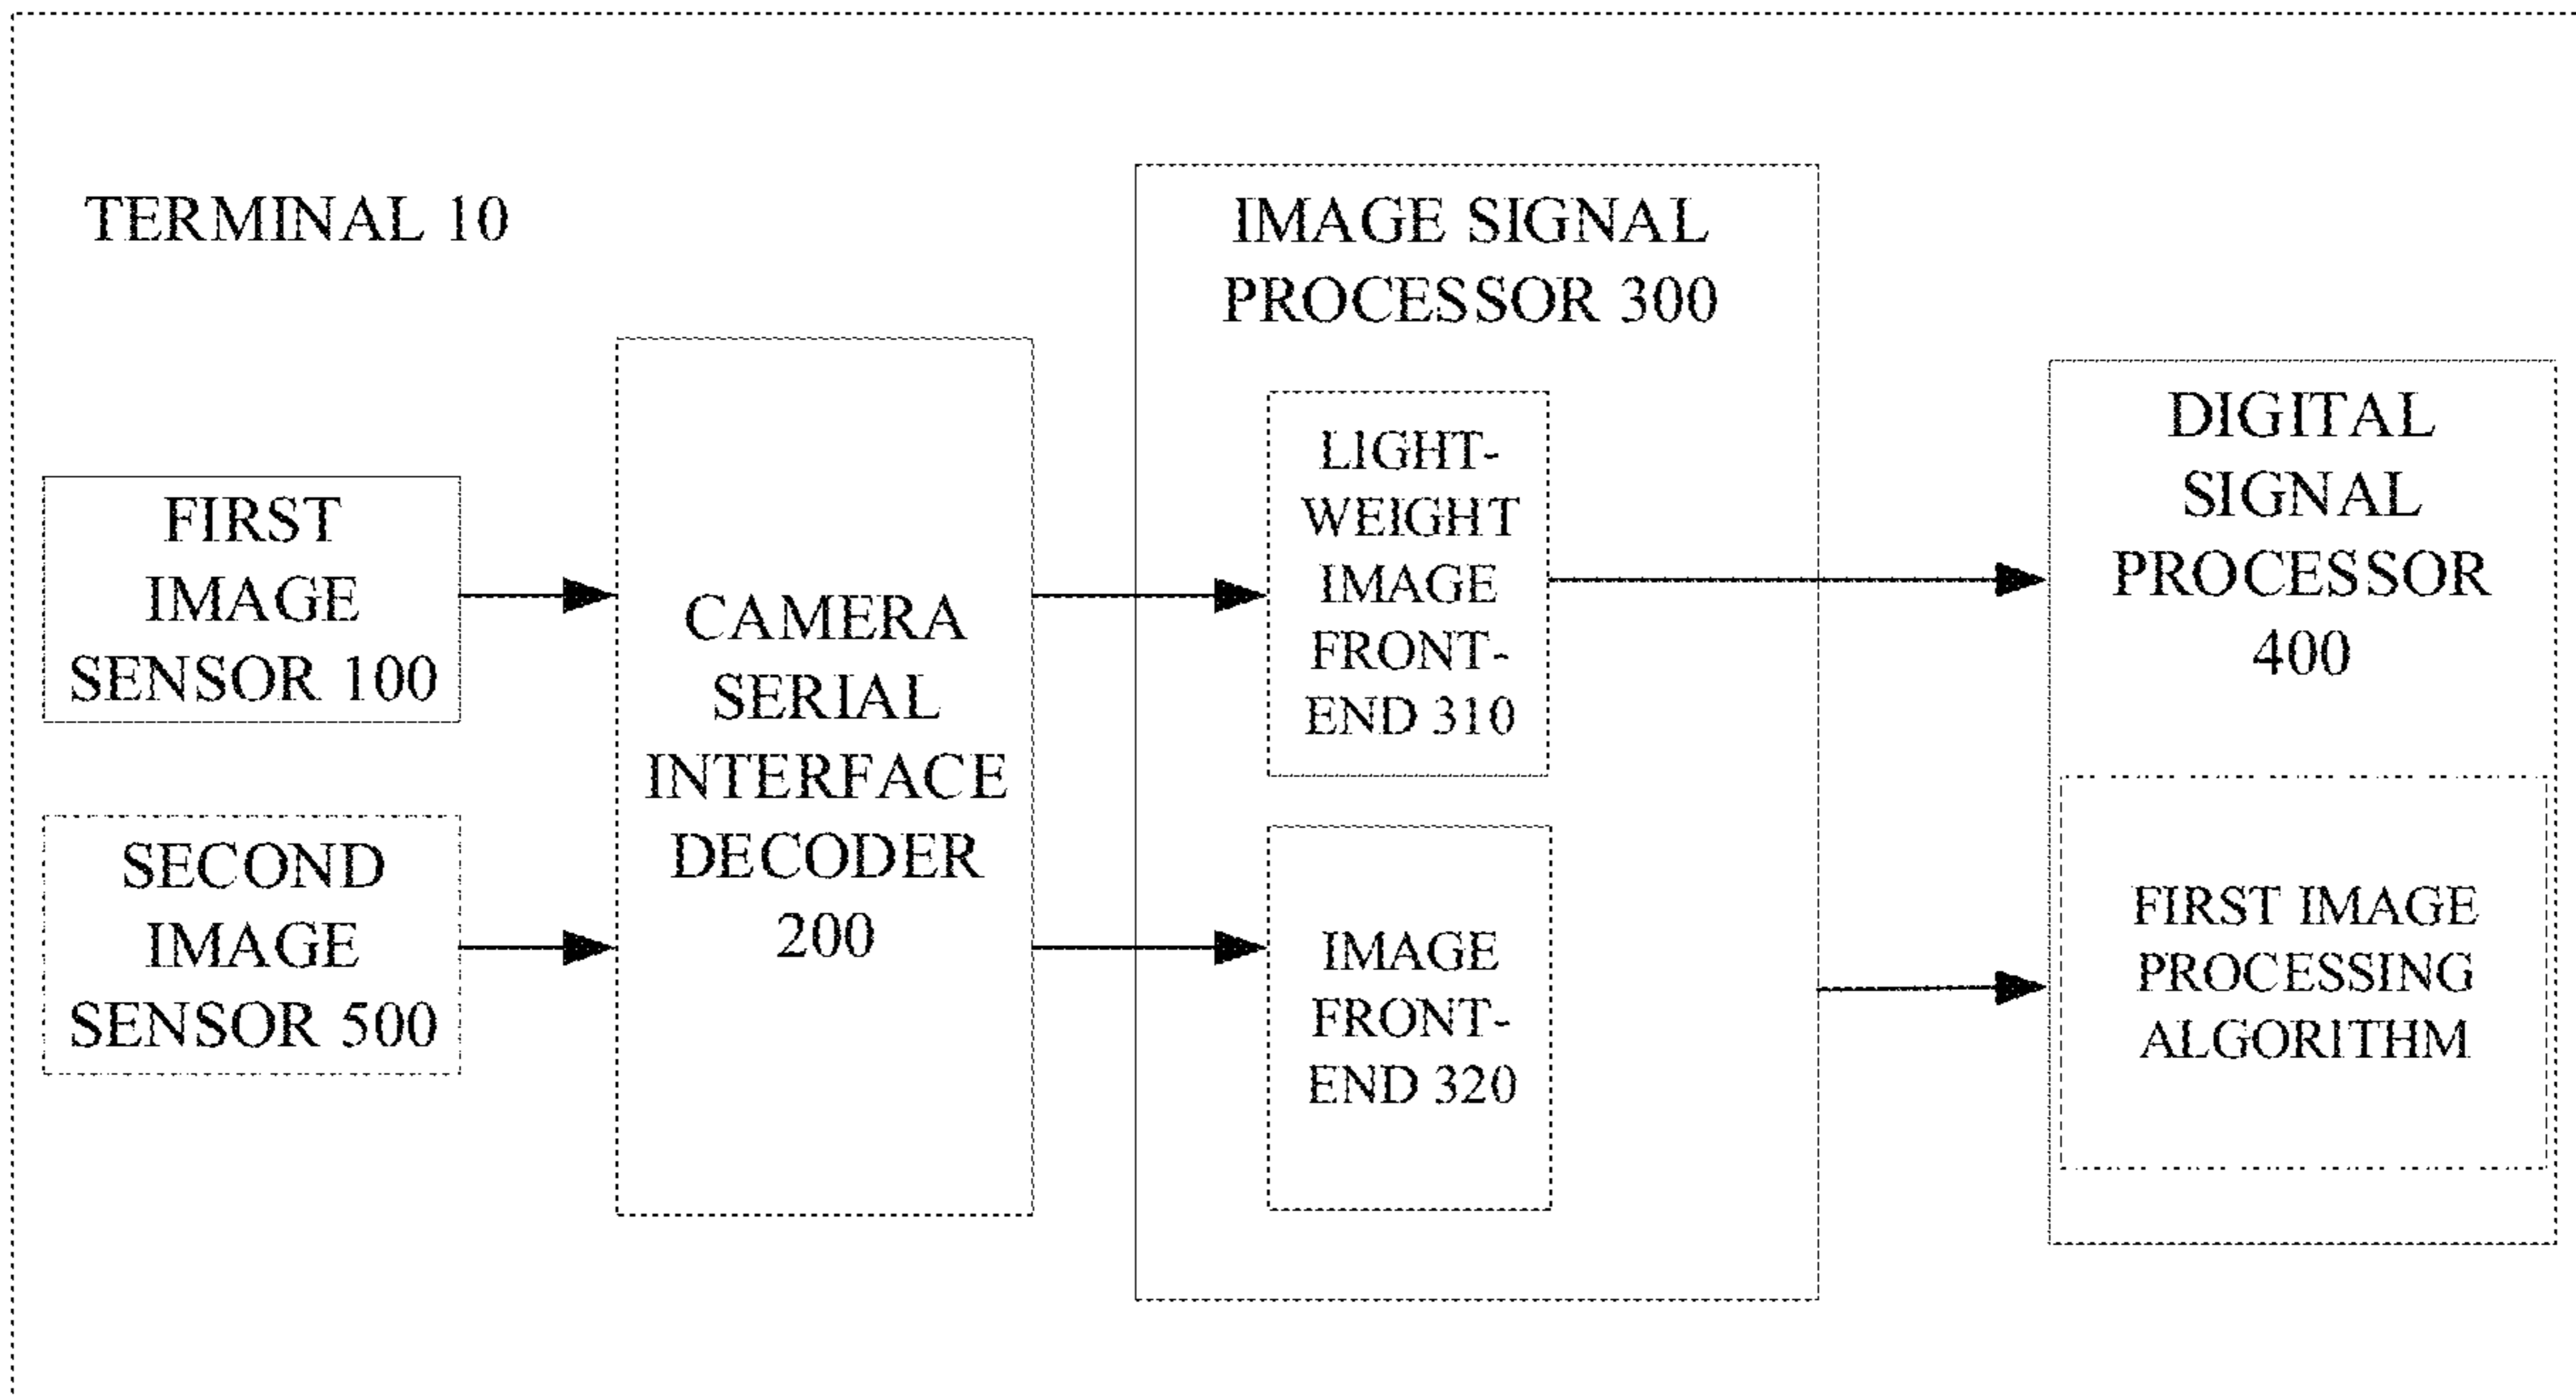 TERMINAL 10
FIRST
IMAGE
SENSOR 100
SECOND
IMAGE
SENSOR 500
CAMERA
SERIAL
INTERFACE
DECODER
200
IMAGE SIGNAL
PROCESSOR 300
LIGHT-
WEIGHT
IMAGE
FRONT-
END 310
IMAGE
FRONT-
END 320
DIGITAL
SIGNAL
PROCESSOR
400
FIRST IMAGE
PROCESSING
ALGORITHM